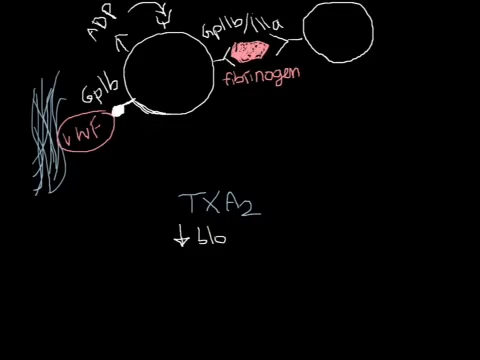 ADP
GpIIb/IIIa
fibrinogen
GpIb
vWF
TXA2
↓ blo